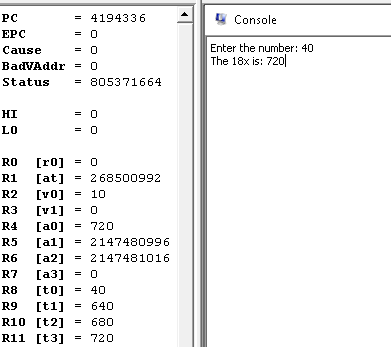 PC = 4194336
EPC = 0
Cause = 0
BadVAddr = 0
Status = 805371664
HI = 0
LO = 0
R0 [r0] = 0
R1 [at] = 268500992
R2 [v0] = 10
R3 [v1] = 0
R4 [a0] = 720
R5 [a1] = 2147480996
R6 [a2] = 2147481016
R7 [a3] = 0
R8 [t0] = 40
R9 [t1] = 640
R10 [t2] = 680
R11 [t3] = 720
Console
Enter the number: 40
The 18x is: 720